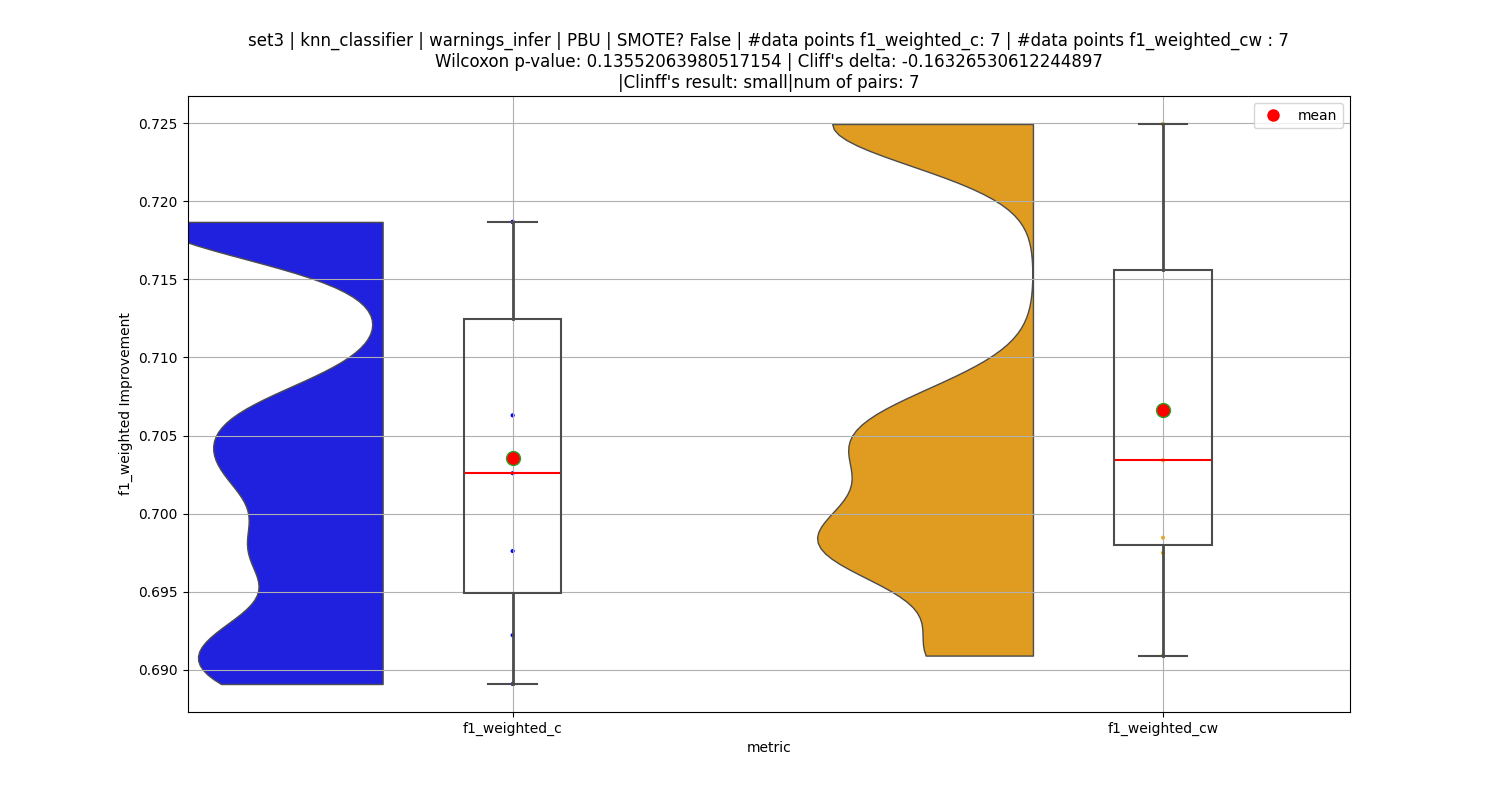 set3 | knn_classifier | warnings_infer | PBU | SMOTE? False | #data points f1_weighted_c: 7 | #data points f1_weighted_cw : 7
Wilcoxon p-value: 0.13552063980517154 | Cliff's delta: -0.16326530612244897
|Clinff's result: small|num of pairs: 7
mean
0.725
0.720
0.715
0.710
0.705
0.700
0.695
0.690
f1_weighted Improvement
f1_weighted_c
f1_weighted_cw
metric